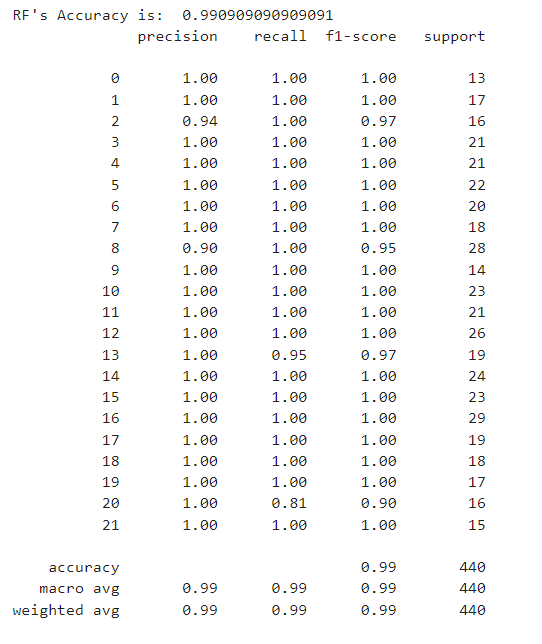 RF's Accuracy is:  0.990909090909091
precision    recall  f1-score   support
0       1.00      1.00      1.00        13
1       1.00      1.00      1.00        17
2       0.94      1.00      0.97        16
3       1.00      1.00      1.00        21
4       1.00      1.00      1.00        21
5       1.00      1.00      1.00        22
6       1.00      1.00      1.00        20
7       1.00      1.00      1.00        18
8       0.90      1.00      0.95        28
9       1.00      1.00      1.00        14
10       1.00      1.00      1.00        23
11       1.00      1.00      1.00        21
12       1.00      1.00      1.00        26
13       1.00      0.95      0.97        19
14       1.00      1.00      1.00        24
15       1.00      1.00      1.00        23
16       1.00      1.00      1.00        29
17       1.00      1.00      1.00        19
18       1.00      1.00      1.00        18
19       1.00      1.00      1.00        17
20       1.00      0.81      0.90        16
21       1.00      1.00      1.00        15
accuracy                           0.99       440
macro avg       0.99      0.99      0.99       440
weighted avg       0.99      0.99      0.99       440